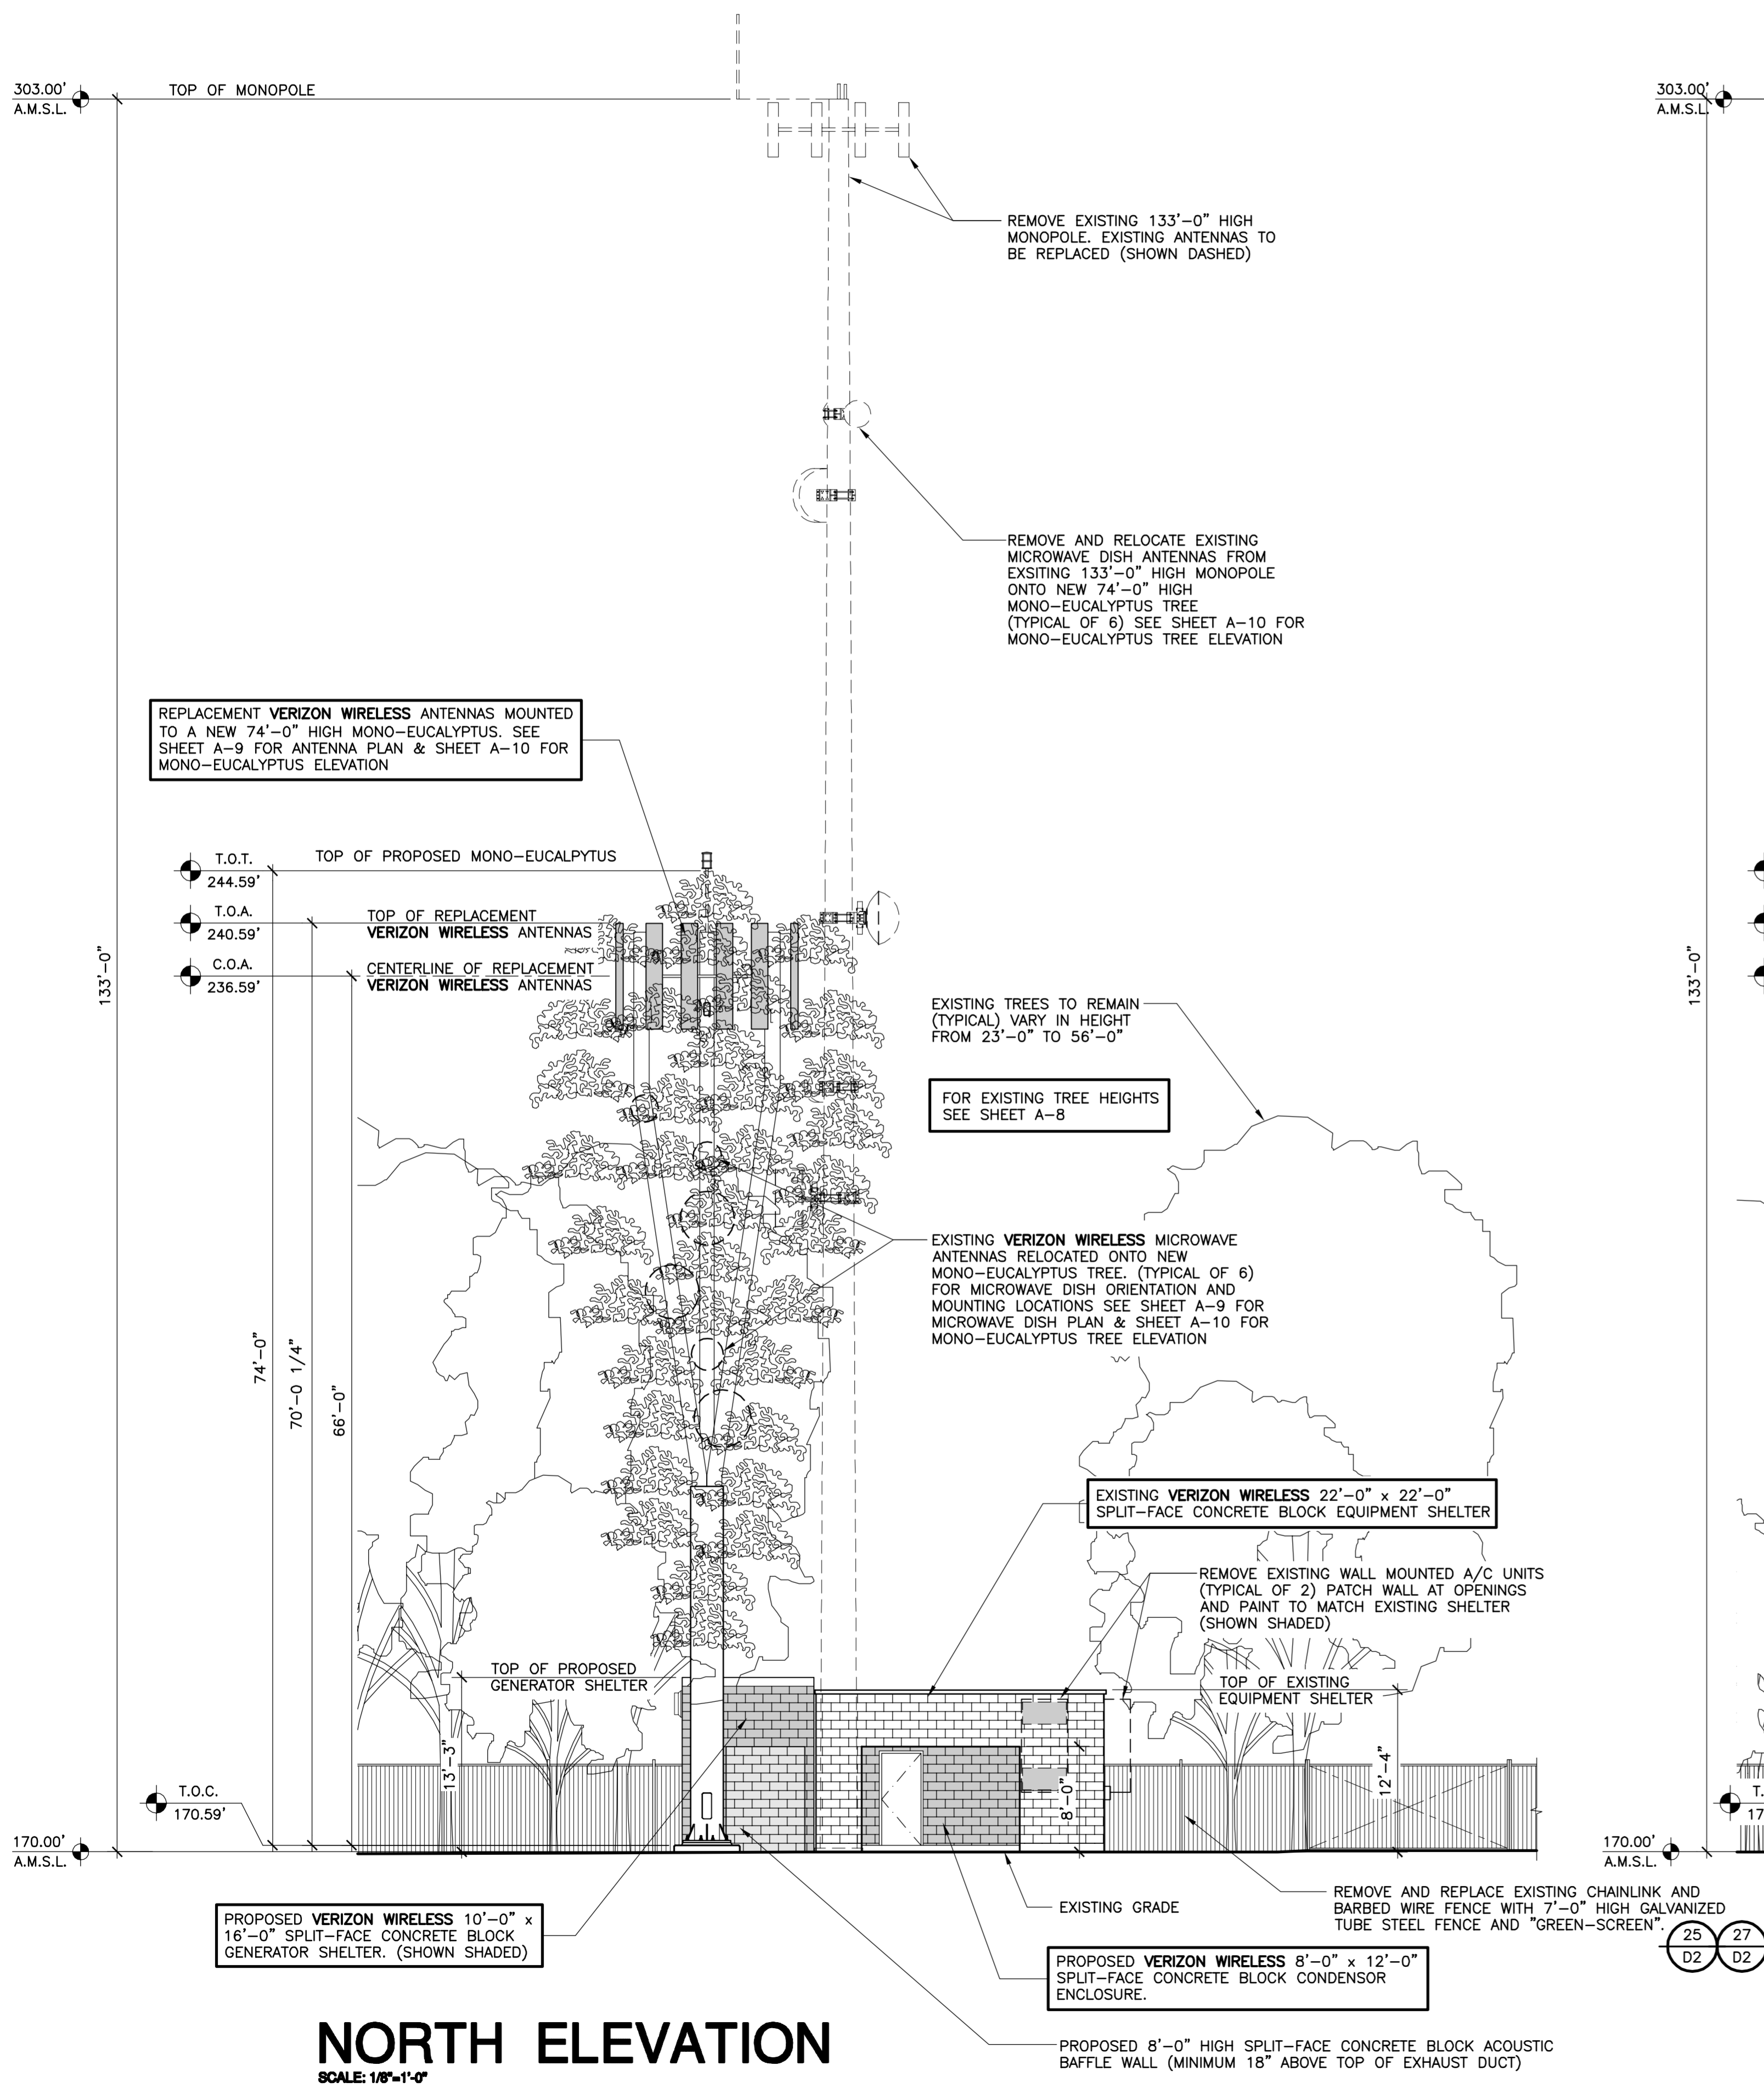 303.00'
A.M.S.L.
TOP OF MONOPOLE
303.00'
A.M.S.L.
REMOVE EXISTING 133'-0" HIGH
MONOPOLE. EXISTING ANTENNAS TO
BE REPLACED (SHOWN DASHED)
REMOVE AND RELOCATE EXISTING
MICROWAVE DISH ANTENNAS FROM
EXSITING 133'-0" HIGH MONOPOLE
ONTO NEW 74'-0" HIGH
MONO-EUCALYPTUS TREE
(TYPICAL OF 6) SEE SHEET A-10 FOR
MONO-EUCALYPTUS TREE ELEVATION
REPLACEMENT VERIZON WIRELESS ANTENNAS MOUNTED
TO A NEW 74'-0" HIGH MONO-EUCALYPTUS. SEE
SHEET A-9 FOR ANTENNA PLAN & SHEET A-10 FOR
MONO-EUCALYPTUS ELEVATION
T.O.T.
244.59'
TOP OF PROPOSED MONO-EUCALPYTUS
T.O.A.
240.59'
TOP OF REPLACEMENT
VERIZON WIRELESS ANTENNAS
C.O.A.
236.59'
CENTERLINE OF REPLACEMENT
VERIZON WIRELESS ANTENNAS
133'-0"
133'-0"
EXISTING TREES TO REMAIN
(TYPICAL) VARY IN HEIGHT
FROM 23'-0" TO 56'-0"
FOR EXISTING TREE HEIGHTS
SEE SHEET A-8
EXISTING VERIZON WIRELESS MICROWAVE
ANTENNAS RELOCATED ONTO NEW
MONO-EUCALYPTUS TREE. (TYPICAL OF 6)
FOR MICROWAVE DISH ORIENTATION AND
MOUNTING LOCATIONS SEE SHEET A-9 FOR
MICROWAVE DISH PLAN & SHEET A-10 FOR
MONO-EUCALYPTUS TREE ELEVATION
74'-0"
70'-0 1/4"
66'-0"
EXISTING VERIZON WIRELESS 22'-0" x 22'-0"
SPLIT-FACE CONCRETE BLOCK EQUIPMENT SHELTER
REMOVE EXISTING WALL MOUNTED A/C UNITS
(TYPICAL OF 2) PATCH WALL AT OPENINGS
AND PAINT TO MATCH EXISTING SHELTER
(SHOWN SHADED)
TOP OF PROPOSED
GENERATOR SHELTER
TOP OF EXISTING
EQUIPMENT SHELTER
13'-3"
8'-0"
12'-4"
T.O.C.
170.59'
T.
17
170.00'
A.M.S.L.
170.00'
A.M.S.L.
EXISTING GRADE
REMOVE AND REPLACE EXISTING CHAINLINK AND
BARBED WIRE FENCE WITH 7'-0" HIGH GALVANIZED
TUBE STEEL FENCE AND "GREEN-SCREEN".
25
D2
27
D2
PROPOSED VERIZON WIRELESS 10'-0" x
16'-0" SPLIT-FACE CONCRETE BLOCK
GENERATOR SHELTER. (SHOWN SHADED)
PROPOSED VERIZON WIRELESS 8'-0" x 12'-0"
SPLIT-FACE CONCRETE BLOCK CONDENSOR
ENCLOSURE.
PROPOSED 8'-0" HIGH SPLIT-FACE CONCRETE BLOCK ACOUSTIC
BAFFLE WALL (MINIMUM 18" ABOVE TOP OF EXHAUST DUCT)
NORTH ELEVATION
SCALE: 1/8"=1'-0"